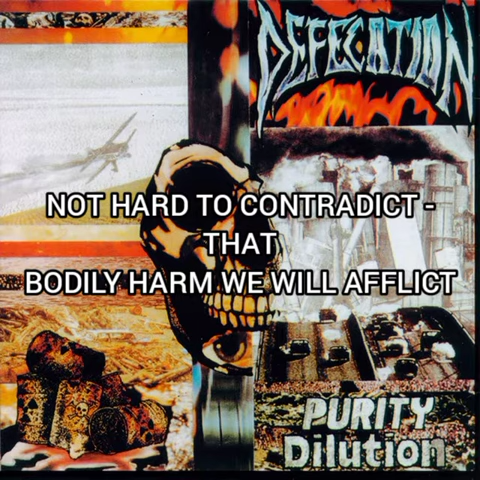 DEFECATION
NOT HARD TO CONTRADICT -
THAT
BODILY HARM WE WILL AFFLICT
PURITY
Dilution